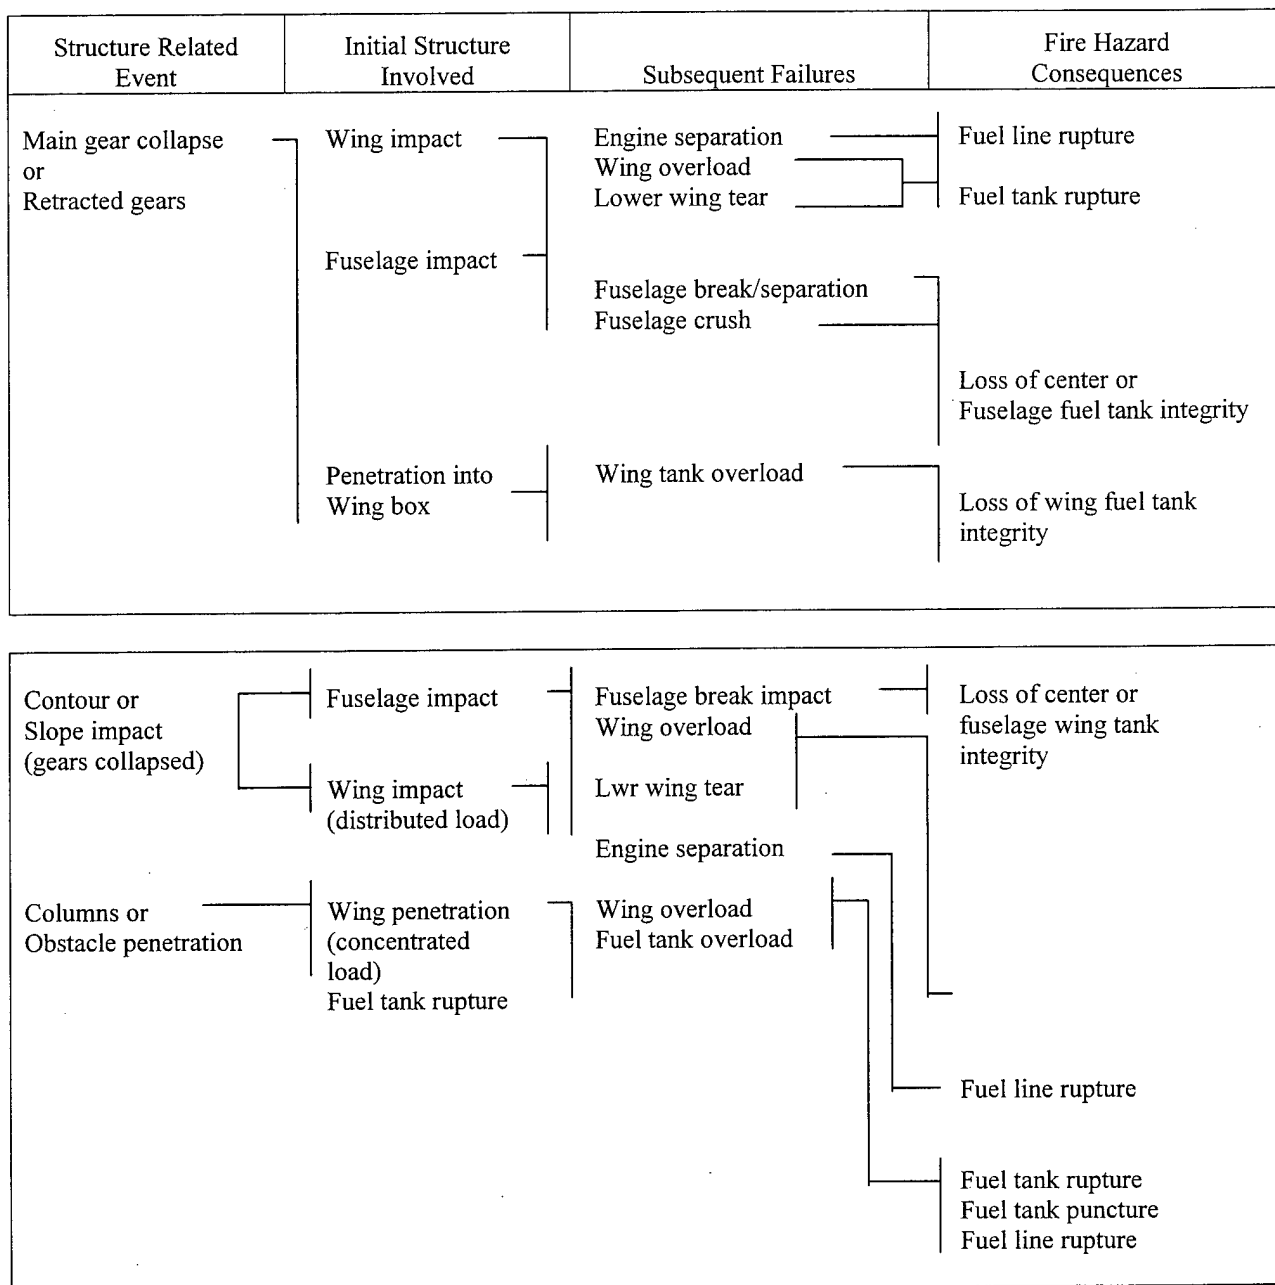 Structure Related
Event
Initial Structure
Involved
Subsequent Failures
Fire Hazard
Consequences
Main gear collapse
or
Retracted gears
Wing impact
Fuselage impact
Penetration into
Wing box
Engine separation
Wing overload
Lower wing tear
Fuselage break/separation
Fuselage crush
Wing tank overload
Fuel line rupture
Fuel tank rupture
Loss of center or
Fuselage fuel tank integrity
Loss of wing fuel tank
integrity
Contour or
Slope impact
(gears collapsed)
Columns or
Obstacle penetration
Fuselage impact
Wing impact
(distributed load)
Wing penetration
(concentrated
load)
Fuel tank rupture
Fuselage break impact
Wing overload
Lwr wing tear
Engine separation
Wing overload
Fuel tank overload
Loss of center or
fuselage wing tank
integrity
Fuel line rupture
Fuel tank rupture
Fuel tank puncture
Fuel line rupture